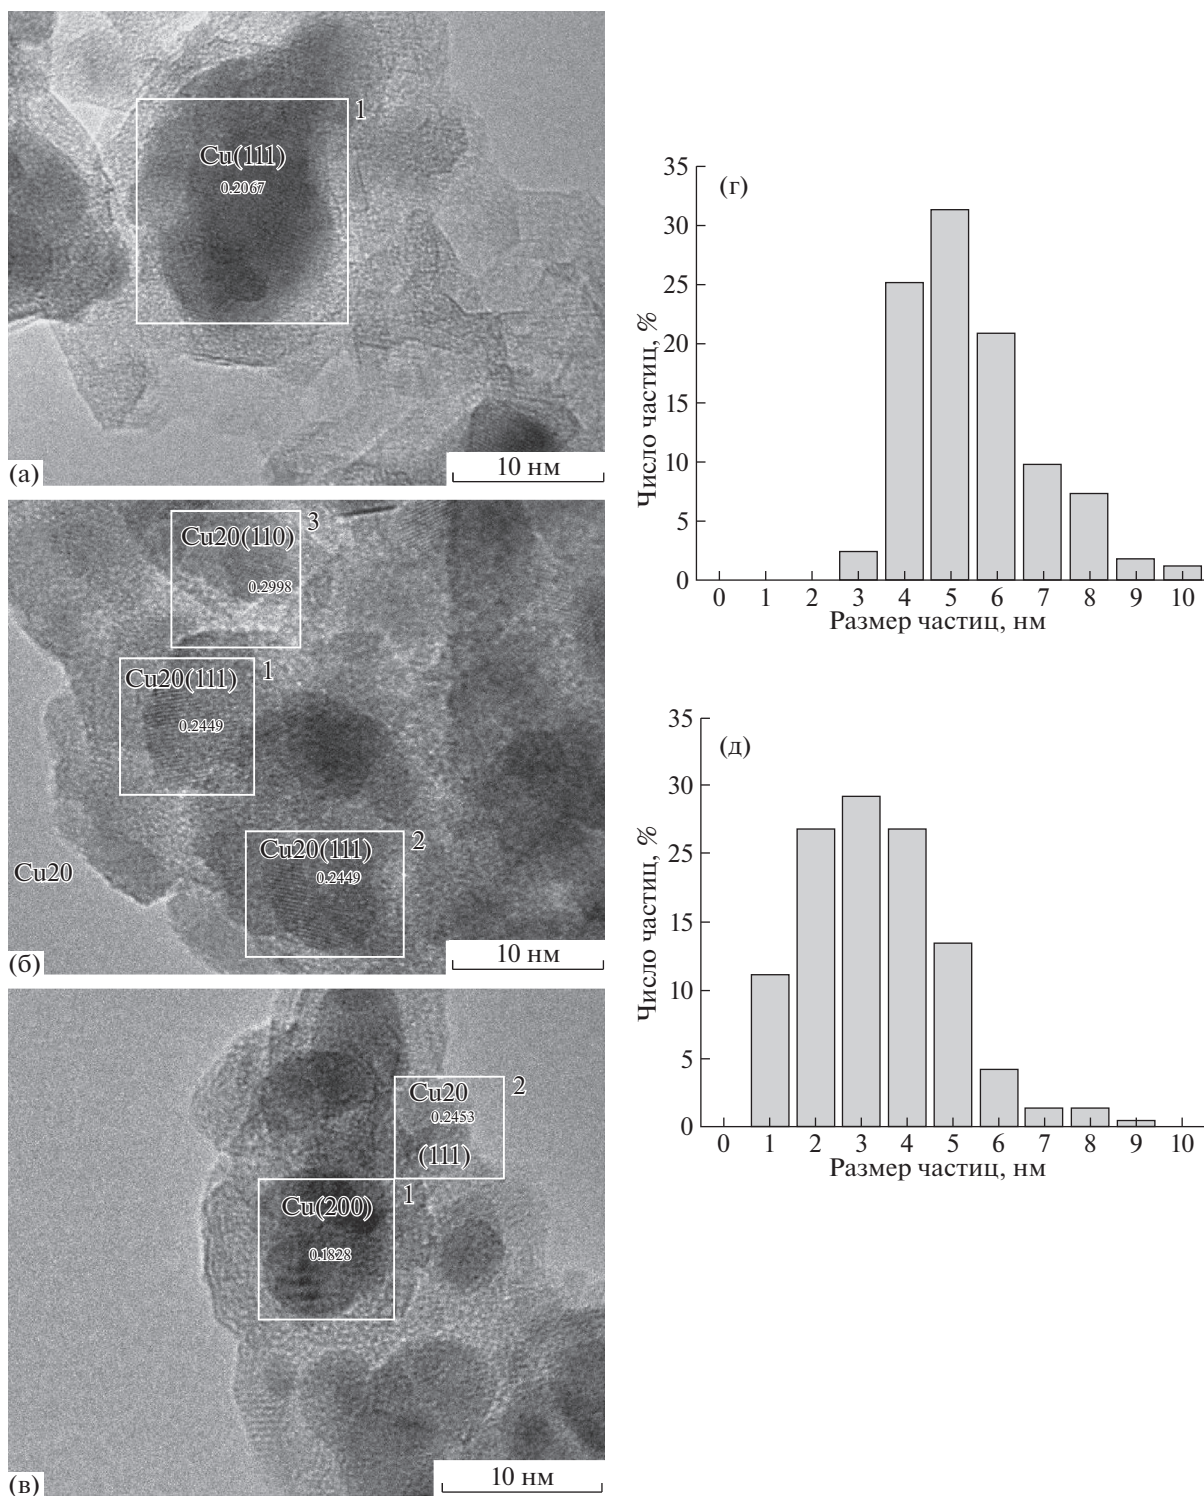 1
Cu(111)
0.2067
10 нм
(а)
3
Cu20(110)
0.2998
1
Cu20(111)
0.2449
2
Cu20(111)
0.2449
Cu20
10 нм
(б)
2
Cu20
0.2453
(111)
1
Cu(200)
0.1828
10 нм
(в)
(г)
Число частиц, %
35
30
25
20
15
10
5
0
0 1 2 3 4 5 6 7 8 9 10
Размер частиц, нм
(д)
Число частиц, %
35
30
25
15
10
5
0
0 1 2 3 4 5 6 7 8 9 10
Размер частиц, нм